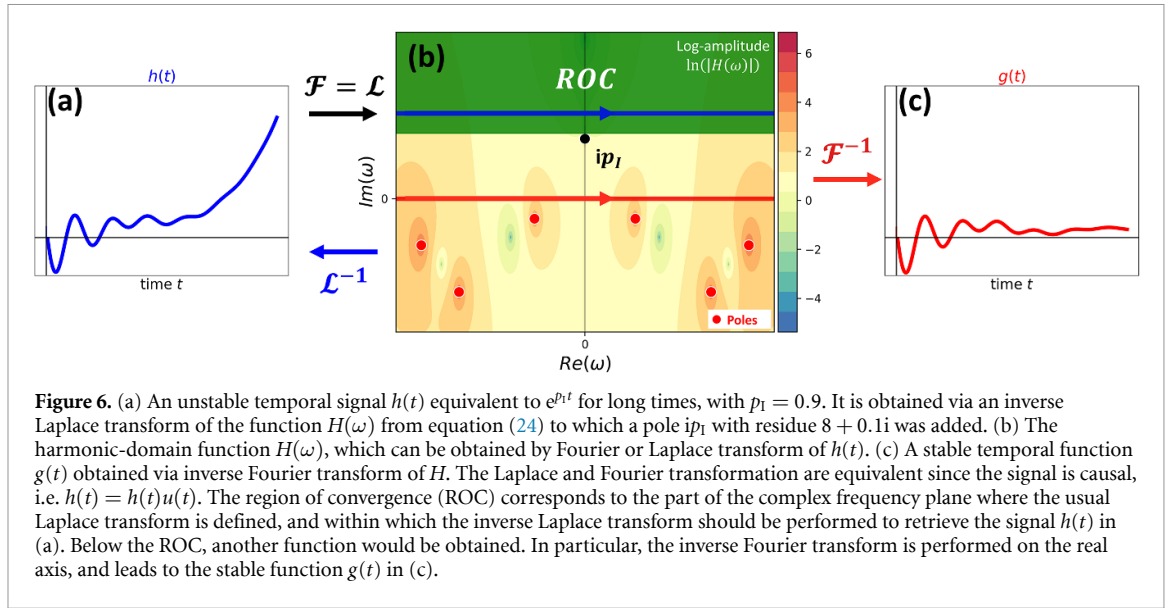 (a)
h(t)
time t
ℱ = ℒ
ℒ⁻¹
(b)
ROC
Log-amplitude
ln(|H(ω)|)
ip_I
Im(ω)
0
0
Re(ω)
Poles
6
4
2
0
−2
−4
ℱ⁻¹
(c)
g(t)
time t
Figure 6. (a) An unstable temporal signal h(t) equivalent to e^{p_I t} for long times, with p_I = 0.9. It is obtained via an inverse
Laplace transform of the function H(ω) from equation (24) to which a pole ip_I with residue 8 + 0.1i was added. (b) The
harmonic-domain function H(ω), which can be obtained by Fourier or Laplace transform of h(t). (c) A stable temporal function
g(t) obtained via inverse Fourier transform of H. The Laplace and Fourier transformation are equivalent since the signal is causal,
i.e. h(t) = h(t)u(t). The region of convergence (ROC) corresponds to the part of the complex frequency plane where the usual
Laplace transform is defined, and within which the inverse Laplace transform should be performed to retrieve the signal h(t) in
(a). Below the ROC, another function would be obtained. In particular, the inverse Fourier transform is performed on the real
axis, and leads to the stable function g(t) in (c).